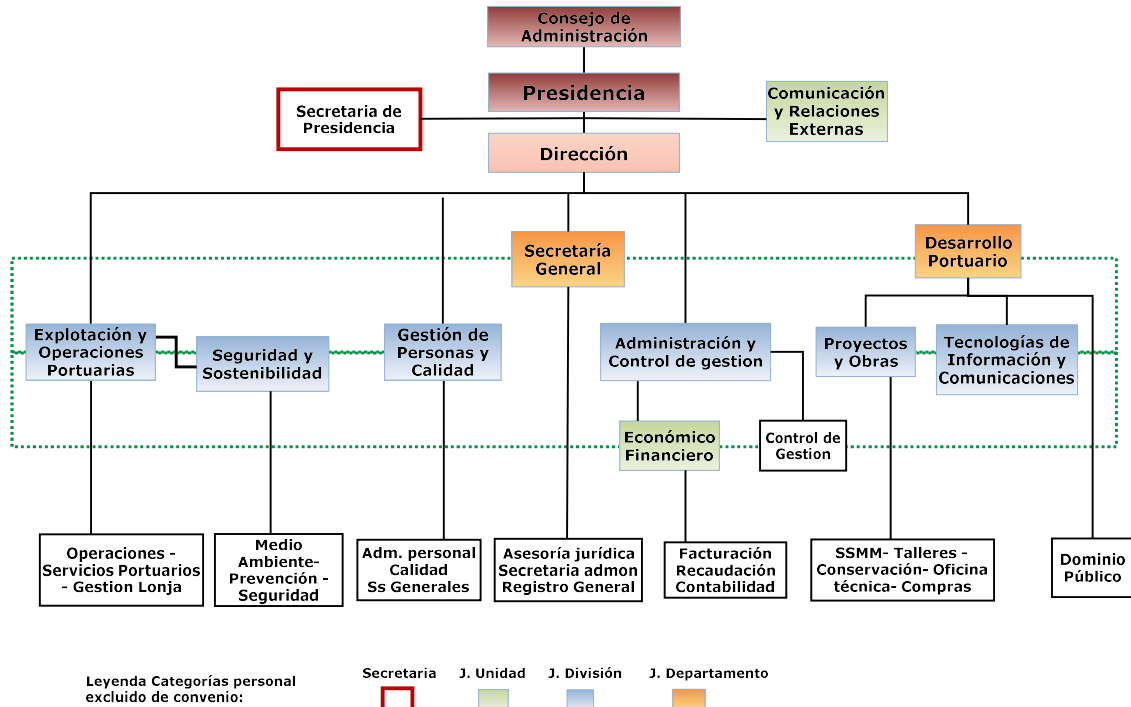 Consejo de
Administración
Presidencia
Secretaria de
Presidencia
Comunicación
y Relaciones
Externas
Dirección
Secretaría
General
Desarrollo
Portuario
Explotación y
Operaciones
Portuarias
Seguridad y
Sostenibilidad
Gestión de
Personas y
Calidad
Administración y
Control de gestion
Proyectos
y Obras
Tecnologías de
Información y
Comunicaciones
Económico
Financiero
Control de
Gestion
Operaciones -
Servicios Portuarios
- Gestion Lonja
Medio
Ambiente-
Prevención -
Seguridad
Adm. personal
Calidad
Ss Generales
Asesoría jurídica
Secretaria admon
Registro General
Facturación
Recaudación
Contabilidad
SSMM- Talleres -
Conservación- Oficina
técnica- Compras
Dominio
Público
Leyenda Categorías personal
excluido de convenio:
Secretaria
J. Unidad
J. División
J. Departamento